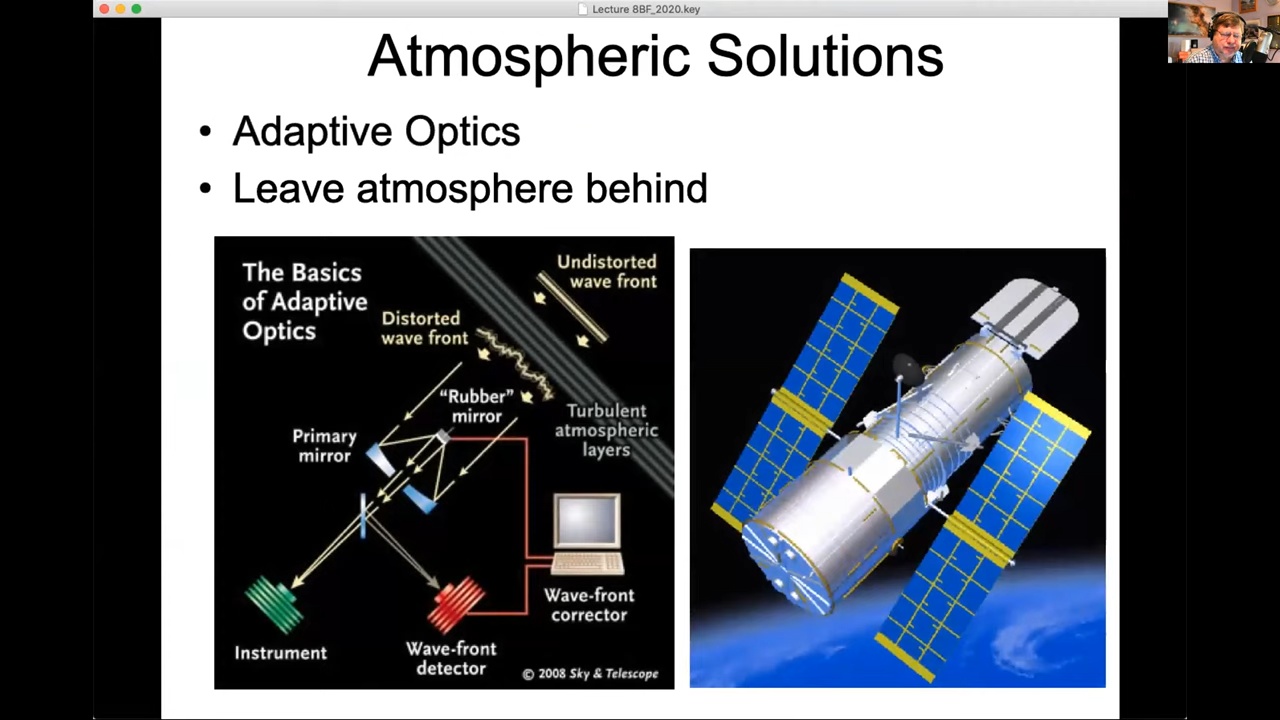 Lecture 8BF_2020.key
Atmospheric Solutions
• Adaptive Optics
• Leave atmosphere behind
The Basics
of Adaptive
Optics
Undistorted
wave front
Distorted
wave front
"Rubber"
mirror
Turbulent
atmospheric
layers
Primary
mirror
Wave-front
corrector
Instrument
Wave-front
detector
© 2008 Sky & Telescope